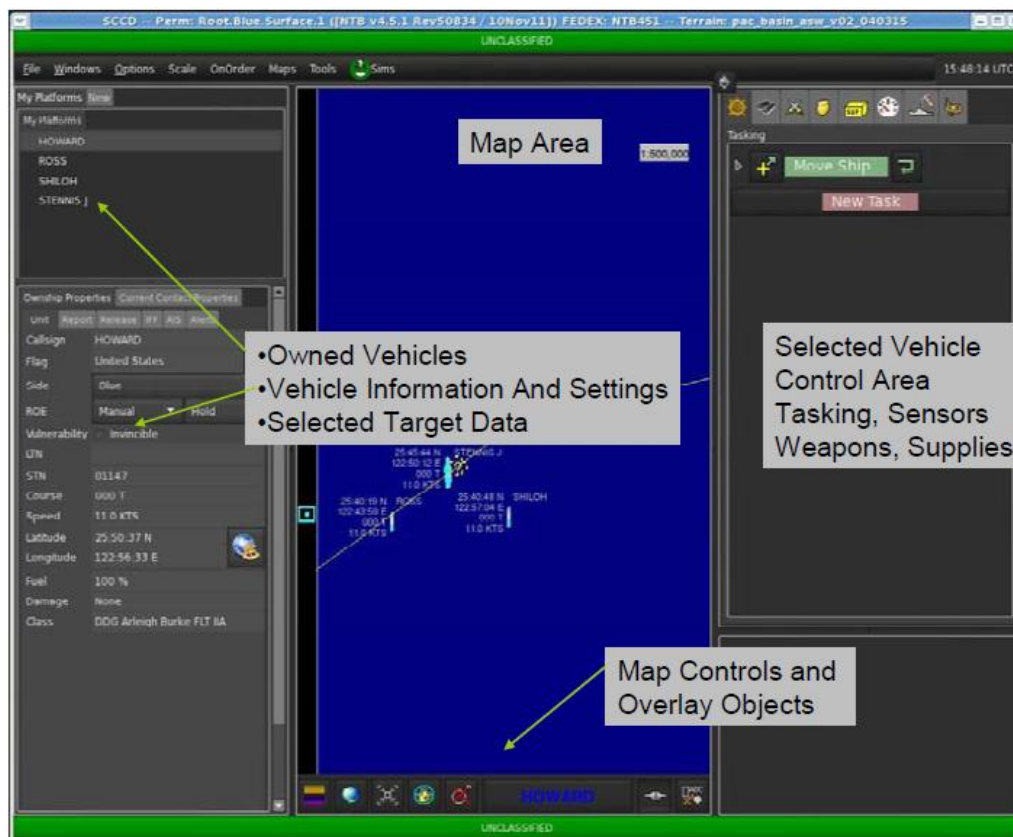 SCCD -- Perm: Root.Blue.Surface.1 ([NTB v4.5.1 Rev50834 / 10Nov11]) FEDEX: NTB451 -- Terrain: pac_basin_asw_v02_040315
UNCLASSIFIED
File Windows Options Scale OnOrder Maps Tools Sims
15:48:14 UTC
My Platforms New
My Platforms
HOWARD
ROSS
SHILOH
STENNIS J
Ownship Properties Current Contact Properties
Unit Report Release IFF AIS Alerts
Callsign HOWARD
Flag United States
Side Blue
ROE Manual Hold
Vulnerability Invincible
LTN
STN 01147
Course 000 T
Speed 11.0 KTS
Latitude 25:50:37 N
Longitude 122:56:33 E
Fuel 100 %
Damage None
Class DDG Arleigh Burke FLT IIA
Map Area
1:500,000
•Owned Vehicles
•Vehicle Information And Settings
•Selected Target Data
25:45:44 N STENNIS J
122:50:12 E
000 T
11.0 KTS
25:40:19 N ROSS
122:43:59 E
000 T
11.0 KTS
25:40:48 N SHILOH
122:57:04 E
000 T
11.0 KTS
Map Controls and
Overlay Objects
HOWARD
Tasking
Move Ship
New Task
Selected Vehicle
Control Area
Tasking, Sensors
Weapons, Supplies
UNCLASSIFIED